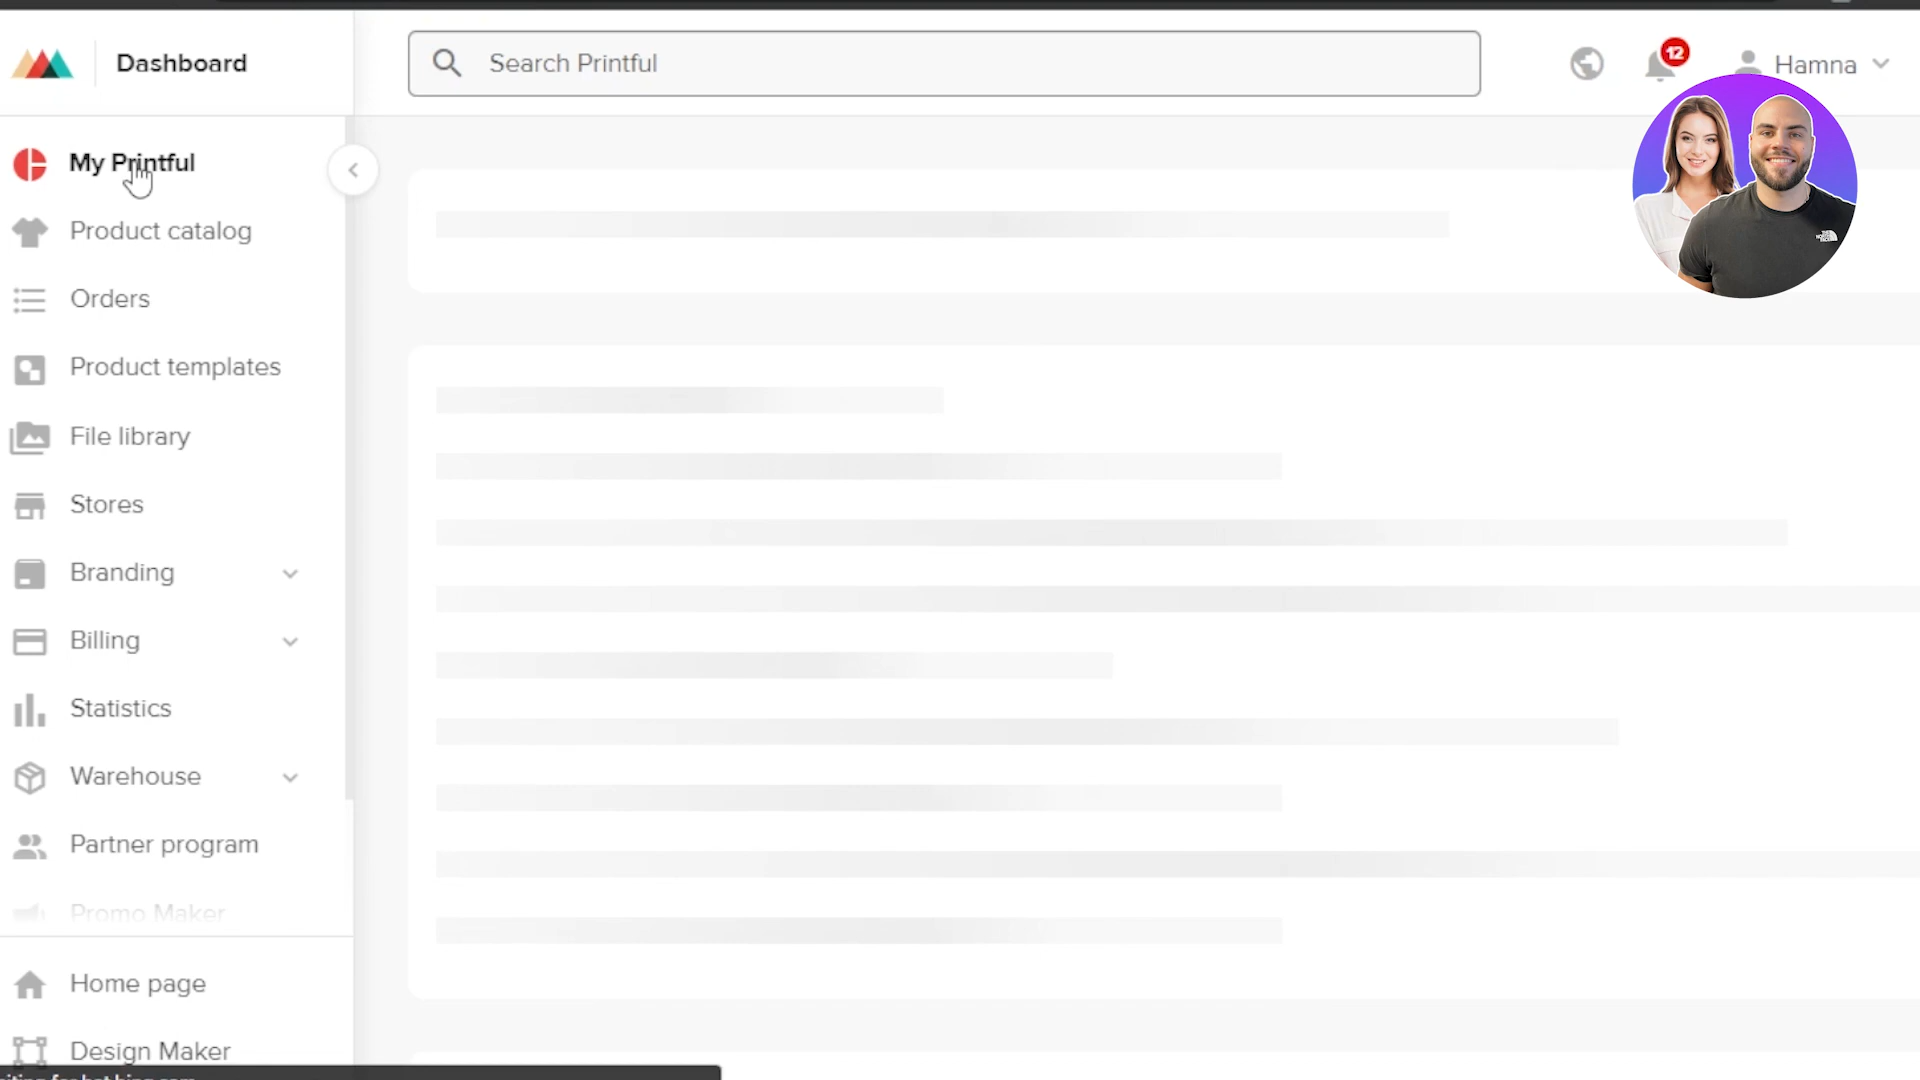 Dashboard
Search Printful
12
Hamna
My Printful
Product catalog
Orders
Product templates
File library
Stores
Branding
Billing
Statistics
Warehouse
Partner program
Promo Maker
Home page
Design Maker